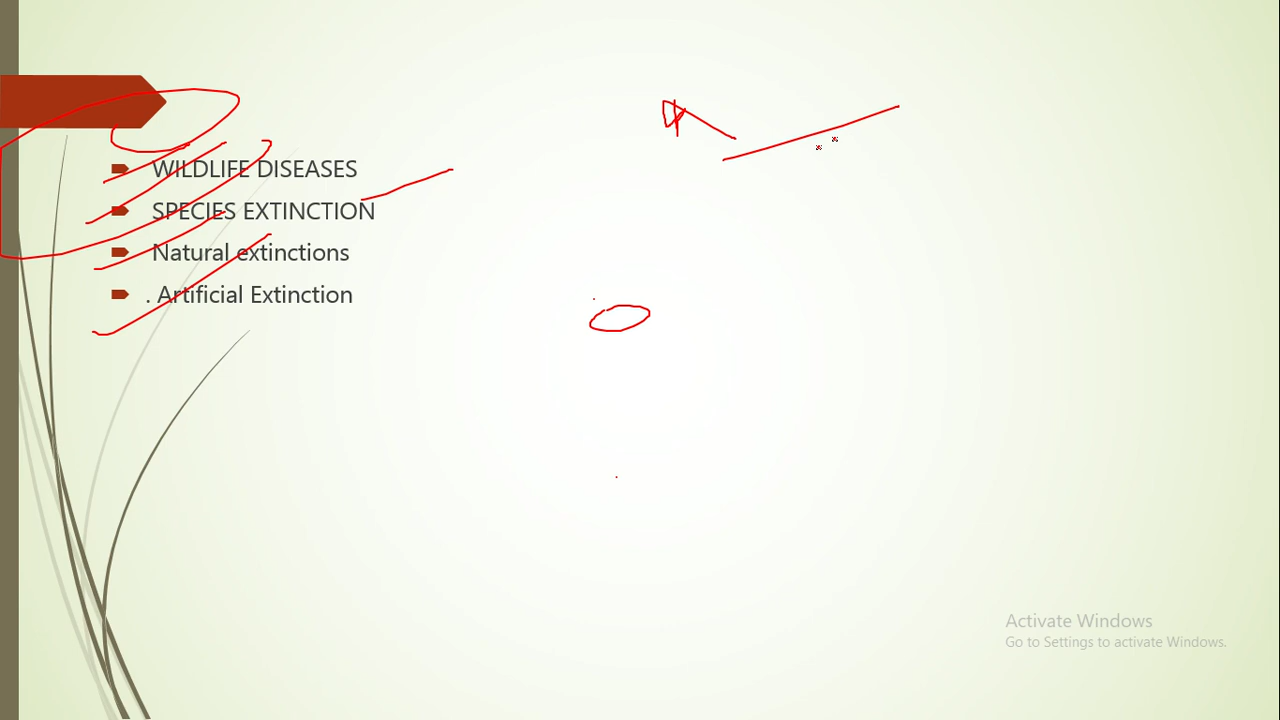 WILDLIFE DISEASES
SPECIES EXTINCTION
Natural extinctions
. Artificial Extinction
Activate Windows
Go to Settings to activate Windows.